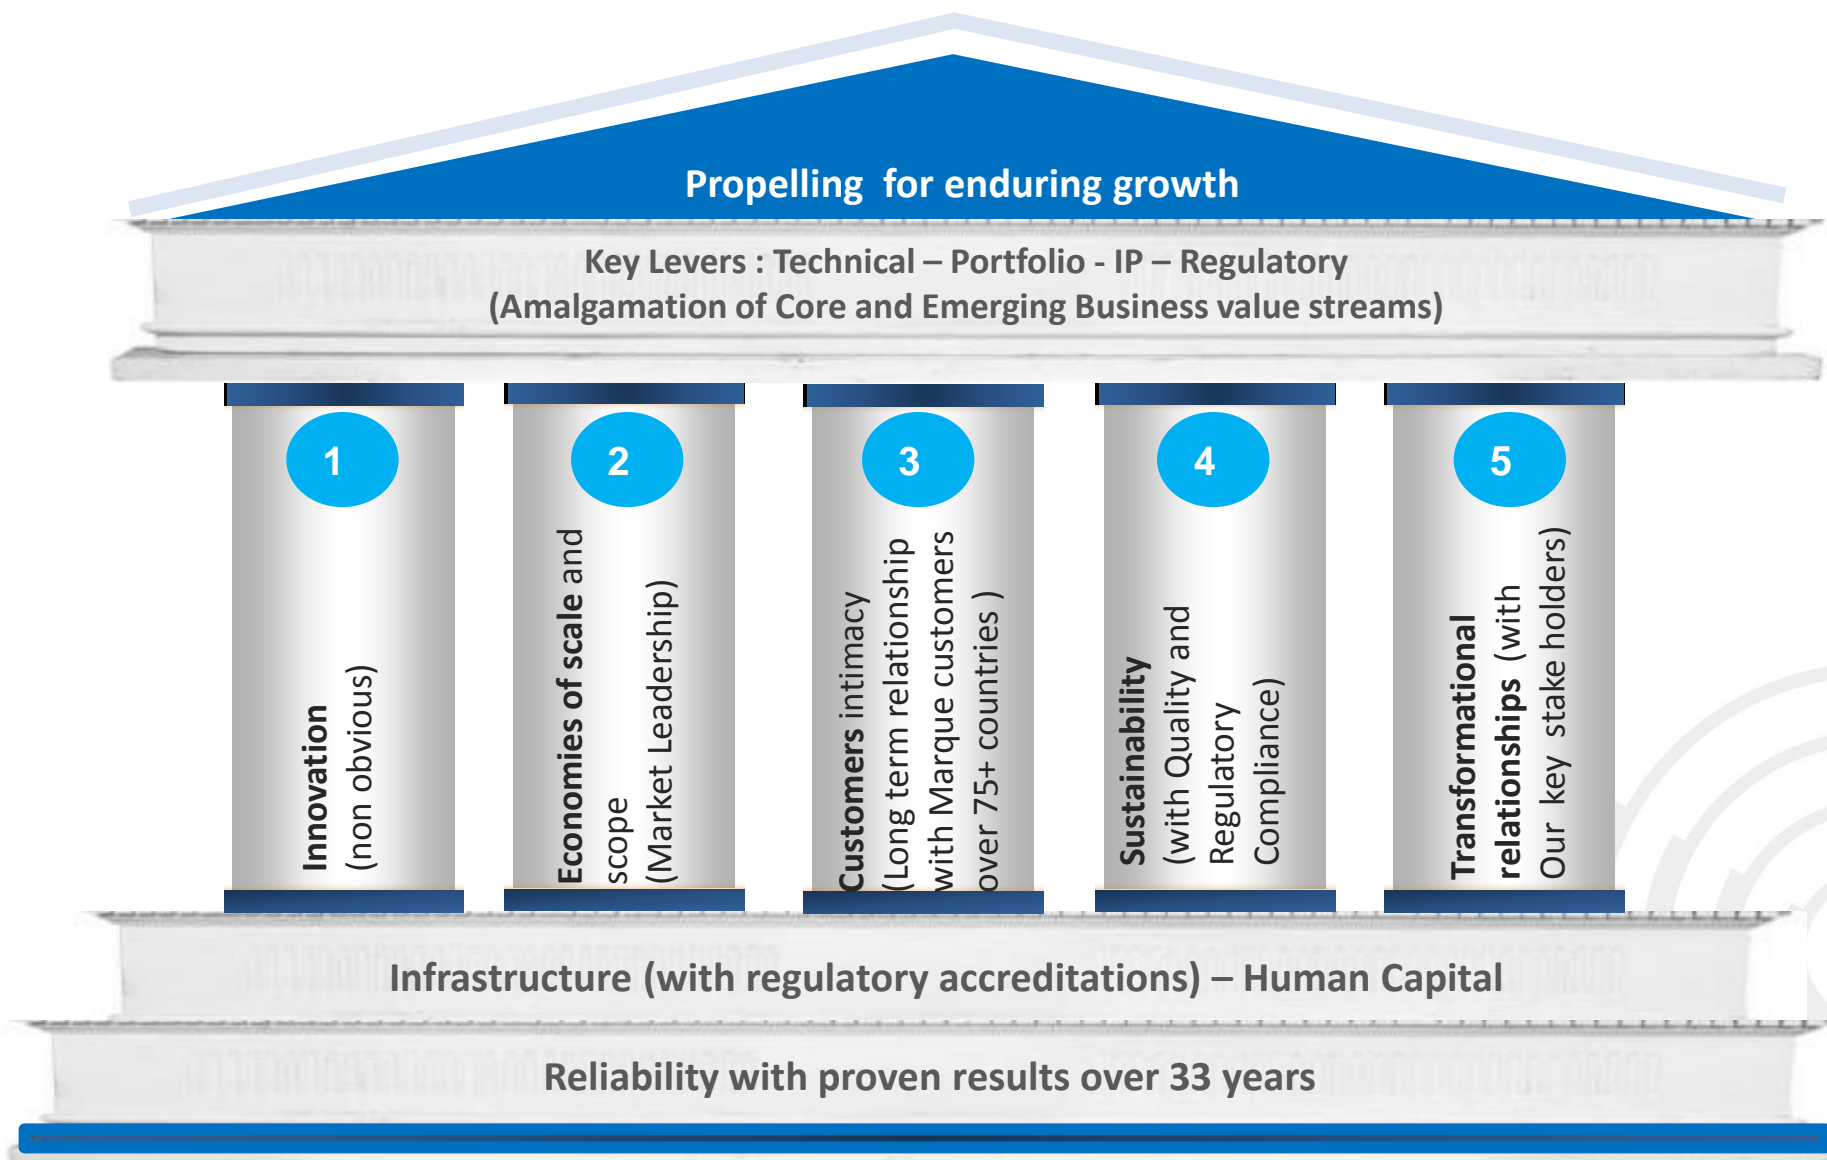 Propelling for enduring growth
Key Levers : Technical – Portfolio - IP – Regulatory
(Amalgamation of Core and Emerging Business value streams)
1
Innovation
(non obvious)
2
Economies of scale and
scope
(Market Leadership)
3
Customers intimacy
(Long term relationship
with Marque customers
over 75+ countries )
4
Sustainability
(with Quality and
Regulatory
Compliance)
5
Transformational
relationships (with
Our key stake holders)
Infrastructure (with regulatory accreditations) – Human Capital
Reliability with proven results over 33 years